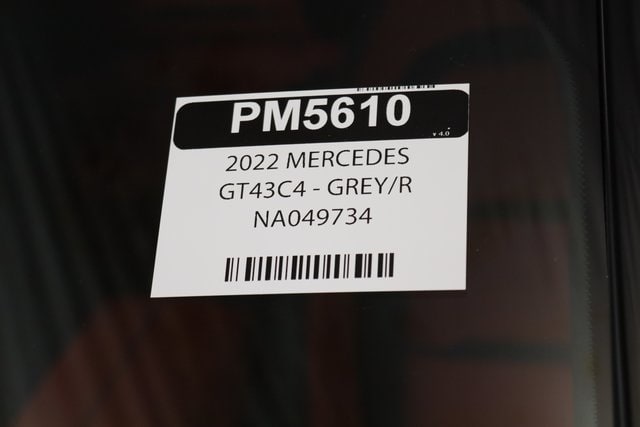 PM5610
v 4.0
2022 MERCEDES
GT43C4 - GREY/R
NA049734